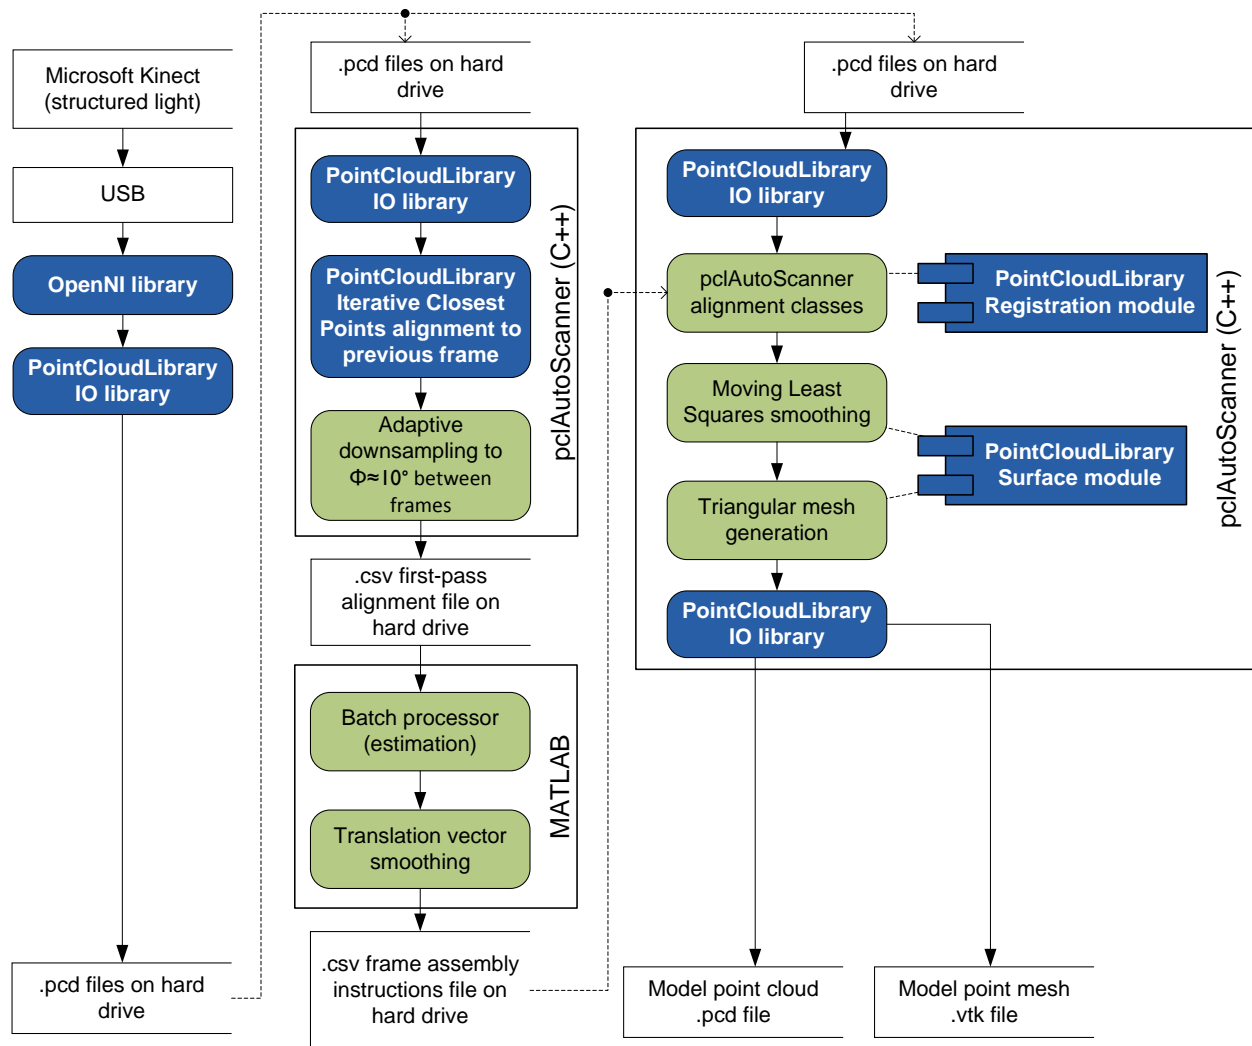 Microsoft Kinect
(structured light)
USB
OpenNI library
PointCloudLibrary
IO library
.pcd files on hard
drive
.pcd files on hard
drive
PointCloudLibrary
IO library
PointCloudLibrary
Iterative Closest
Points alignment to
previous frame
Adaptive
downsampling to
Φ≈10° between
frames
pclAutoScanner (C++)
.csv first-pass
alignment file on
hard drive
Batch processor
(estimation)
Translation vector
smoothing
MATLAB
.csv frame assembly
instructions file on
hard drive
.pcd files on hard
drive
PointCloudLibrary
IO library
pclAutoScanner
alignment classes
PointCloudLibrary
Registration module
Moving Least
Squares smoothing
PointCloudLibrary
Surface module
Triangular mesh
generation
PointCloudLibrary
IO library
pclAutoScanner (C++)
Model point cloud
.pcd file
Model point mesh
.vtk file